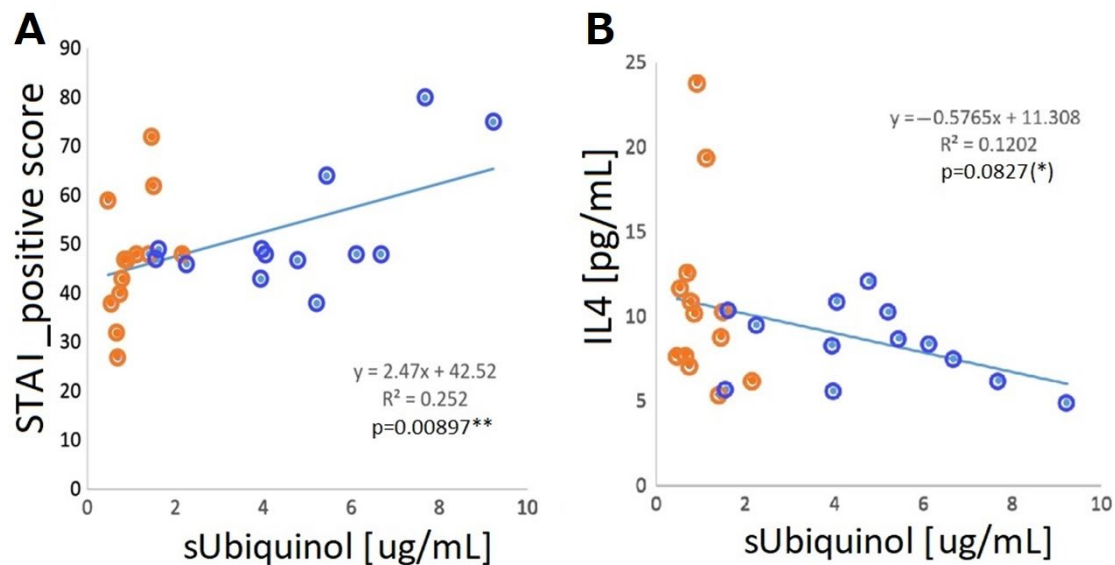 A
STAI_positive score
90
80
70
60
50
40
30
20
10
0
0 2 4 6 8 10
sUbiquinol [ug/mL]
y = 2.47x + 42.52
R² = 0.252
p=0.00897**
B
IL4 [pg/mL]
25
20
15
10
5
0
0 2 4 6 8 10
sUbiquinol [ug/mL]
y =−0.5765x + 11.308
R² = 0.1202
p=0.0827(*)